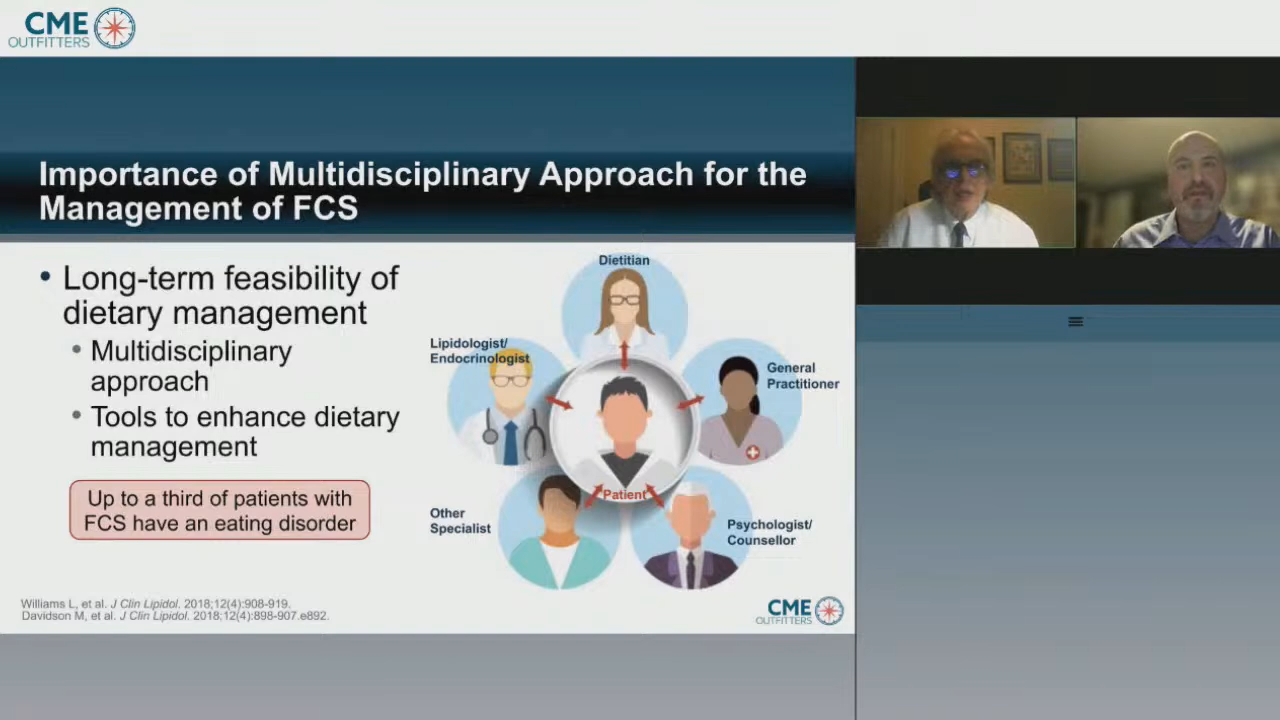 CME
OUTFITTERS
Importance of Multidisciplinary Approach for the
Management of FCS
• Long-term feasibility of
dietary management
• Multidisciplinary
approach
• Tools to enhance dietary
management
Up to a third of patients with
FCS have an eating disorder
Dietitian
Lipidologist/
Endocrinologist
General
Practitioner
Patient
Other
Specialist
Psychologist/
Counsellor
Williams L, et al. J Clin Lipidol. 2018;12(4):908-919.
Davidson M, et al. J Clin Lipidol. 2018;12(4):898-907.e892.
CME
OUTFITTERS